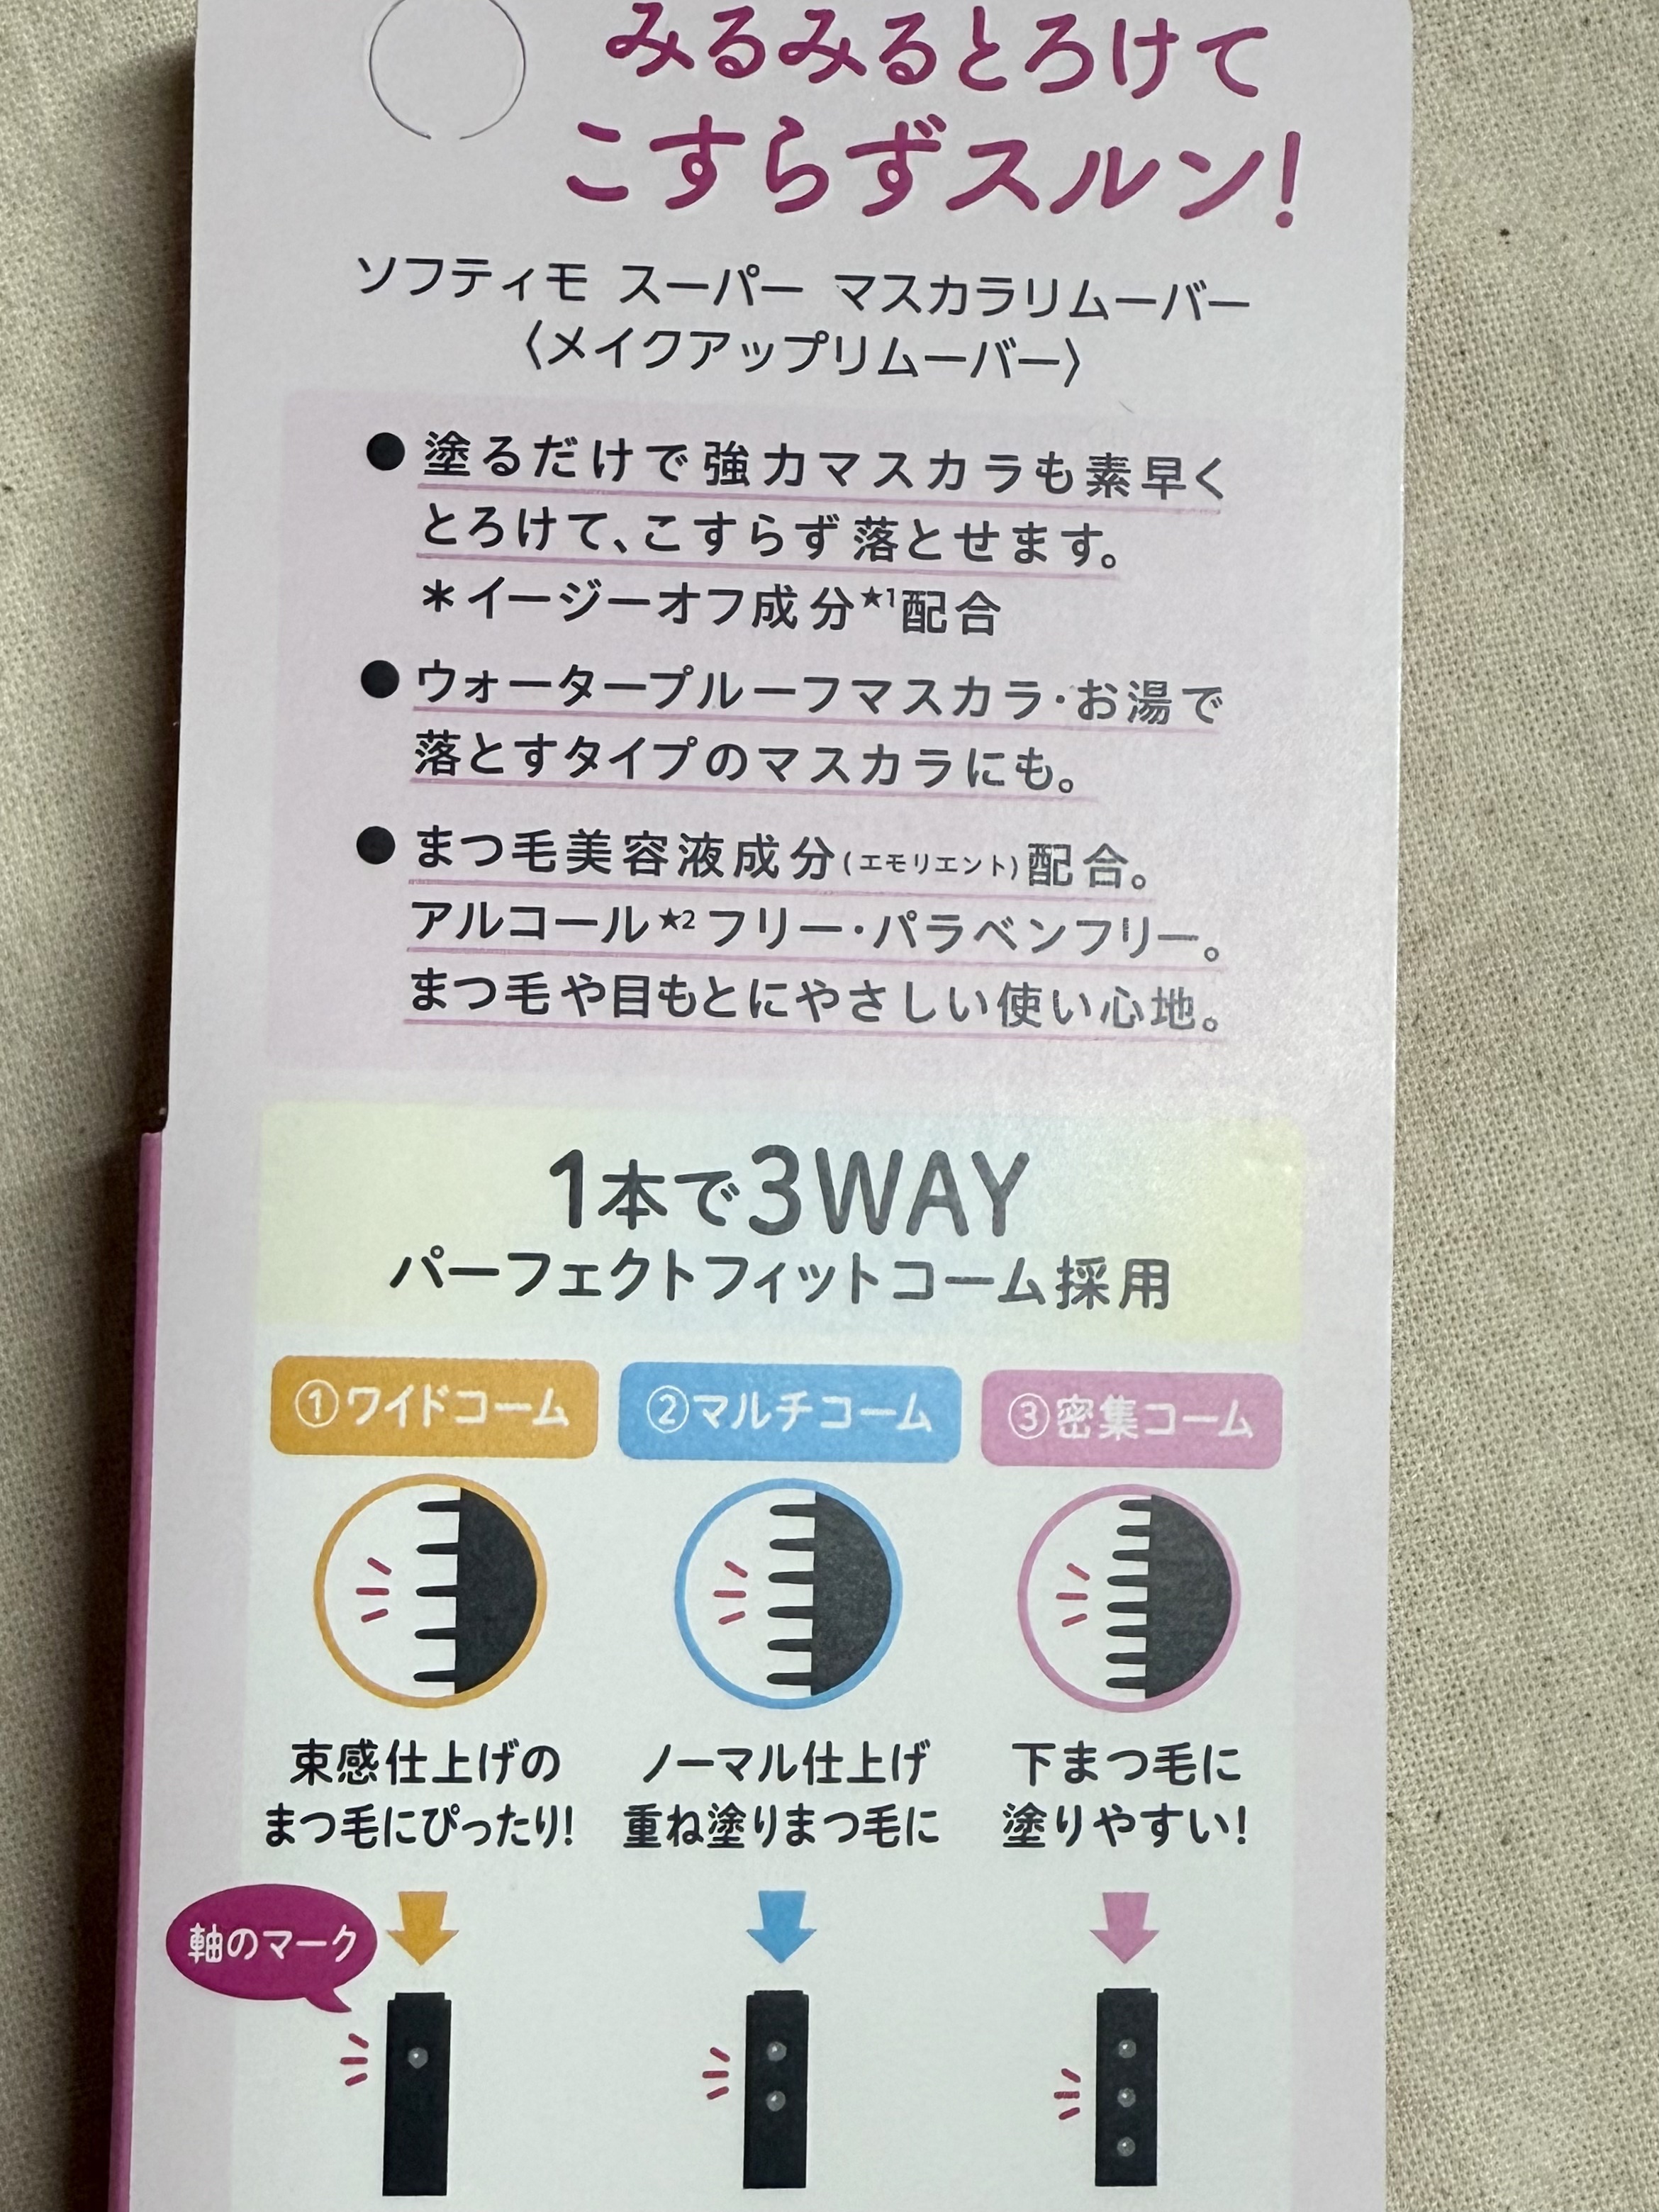 みるみるとろけて
こすらずスルン!
ソフティモ スーパー マスカラリムーバー
〈メイクアップリムーバー〉
●塗るだけで強力マスカラも素早く
とろけて、こすらず落とせます。
＊イージーオフ成分★1配合
●ウォータープルーフマスカラ・お湯で
落とすタイプのマスカラにも。
●まつ毛美容液成分(エモリエント)配合。
アルコール★2フリー・パラベンフリー。
まつ毛や目もとにやさしい使い心地。
1本で3WAY
パーフェクトフィットコーム採用
①ワイドコーム
②マルチコーム
③密集コーム
束感仕上げの
まつ毛にぴったり!
ノーマル仕上げ
重ね塗りまつ毛に
下まつ毛に
塗りやすい!
軸のマーク